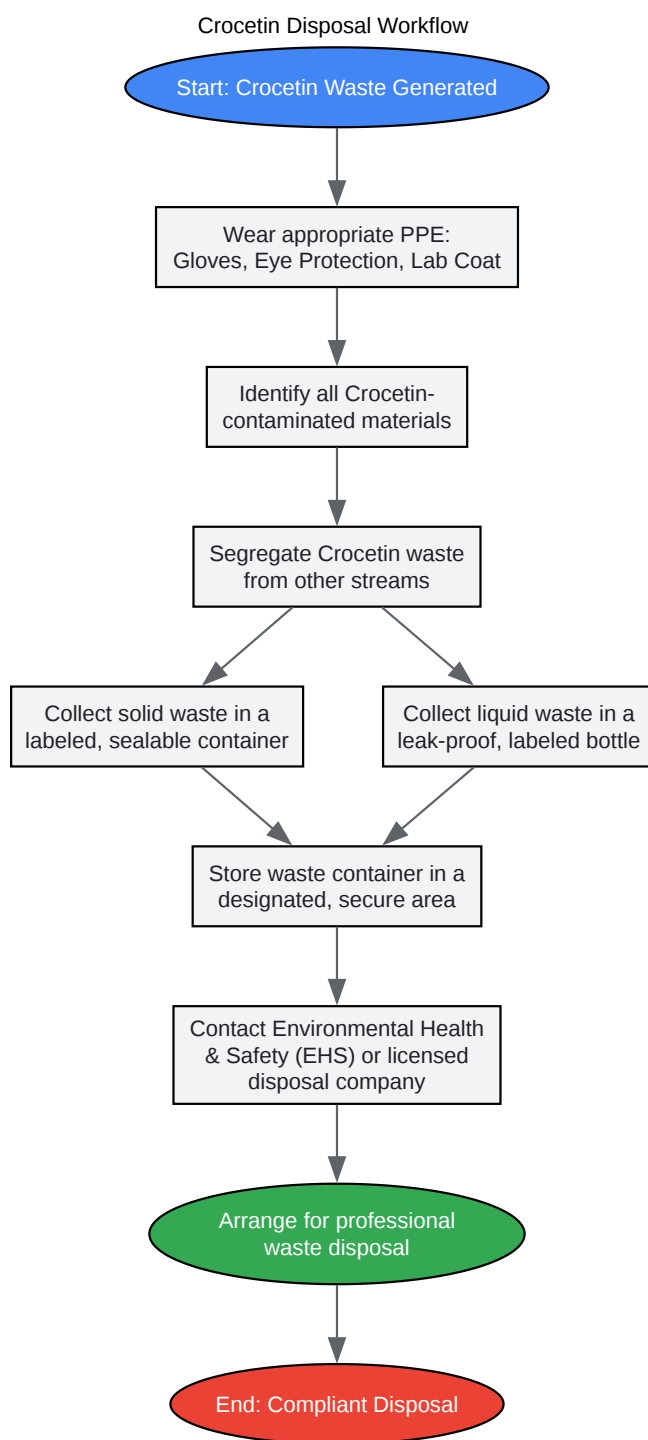 Crocetin Disposal Workflow
Start: Crocetin Waste Generated
Wear appropriate PPE:
Gloves, Eye Protection, Lab Coat
Identify all Crocetin-
contaminated materials
Segregate Crocetin waste
from other streams
Collect solid waste in a
labeled, sealable container
Collect liquid waste in a
leak-proof, labeled bottle
Store waste container in a
designated, secure area
Contact Environmental Health
& Safety (EHS) or licensed
disposal company
Arrange for professional
waste disposal
End: Compliant Disposal